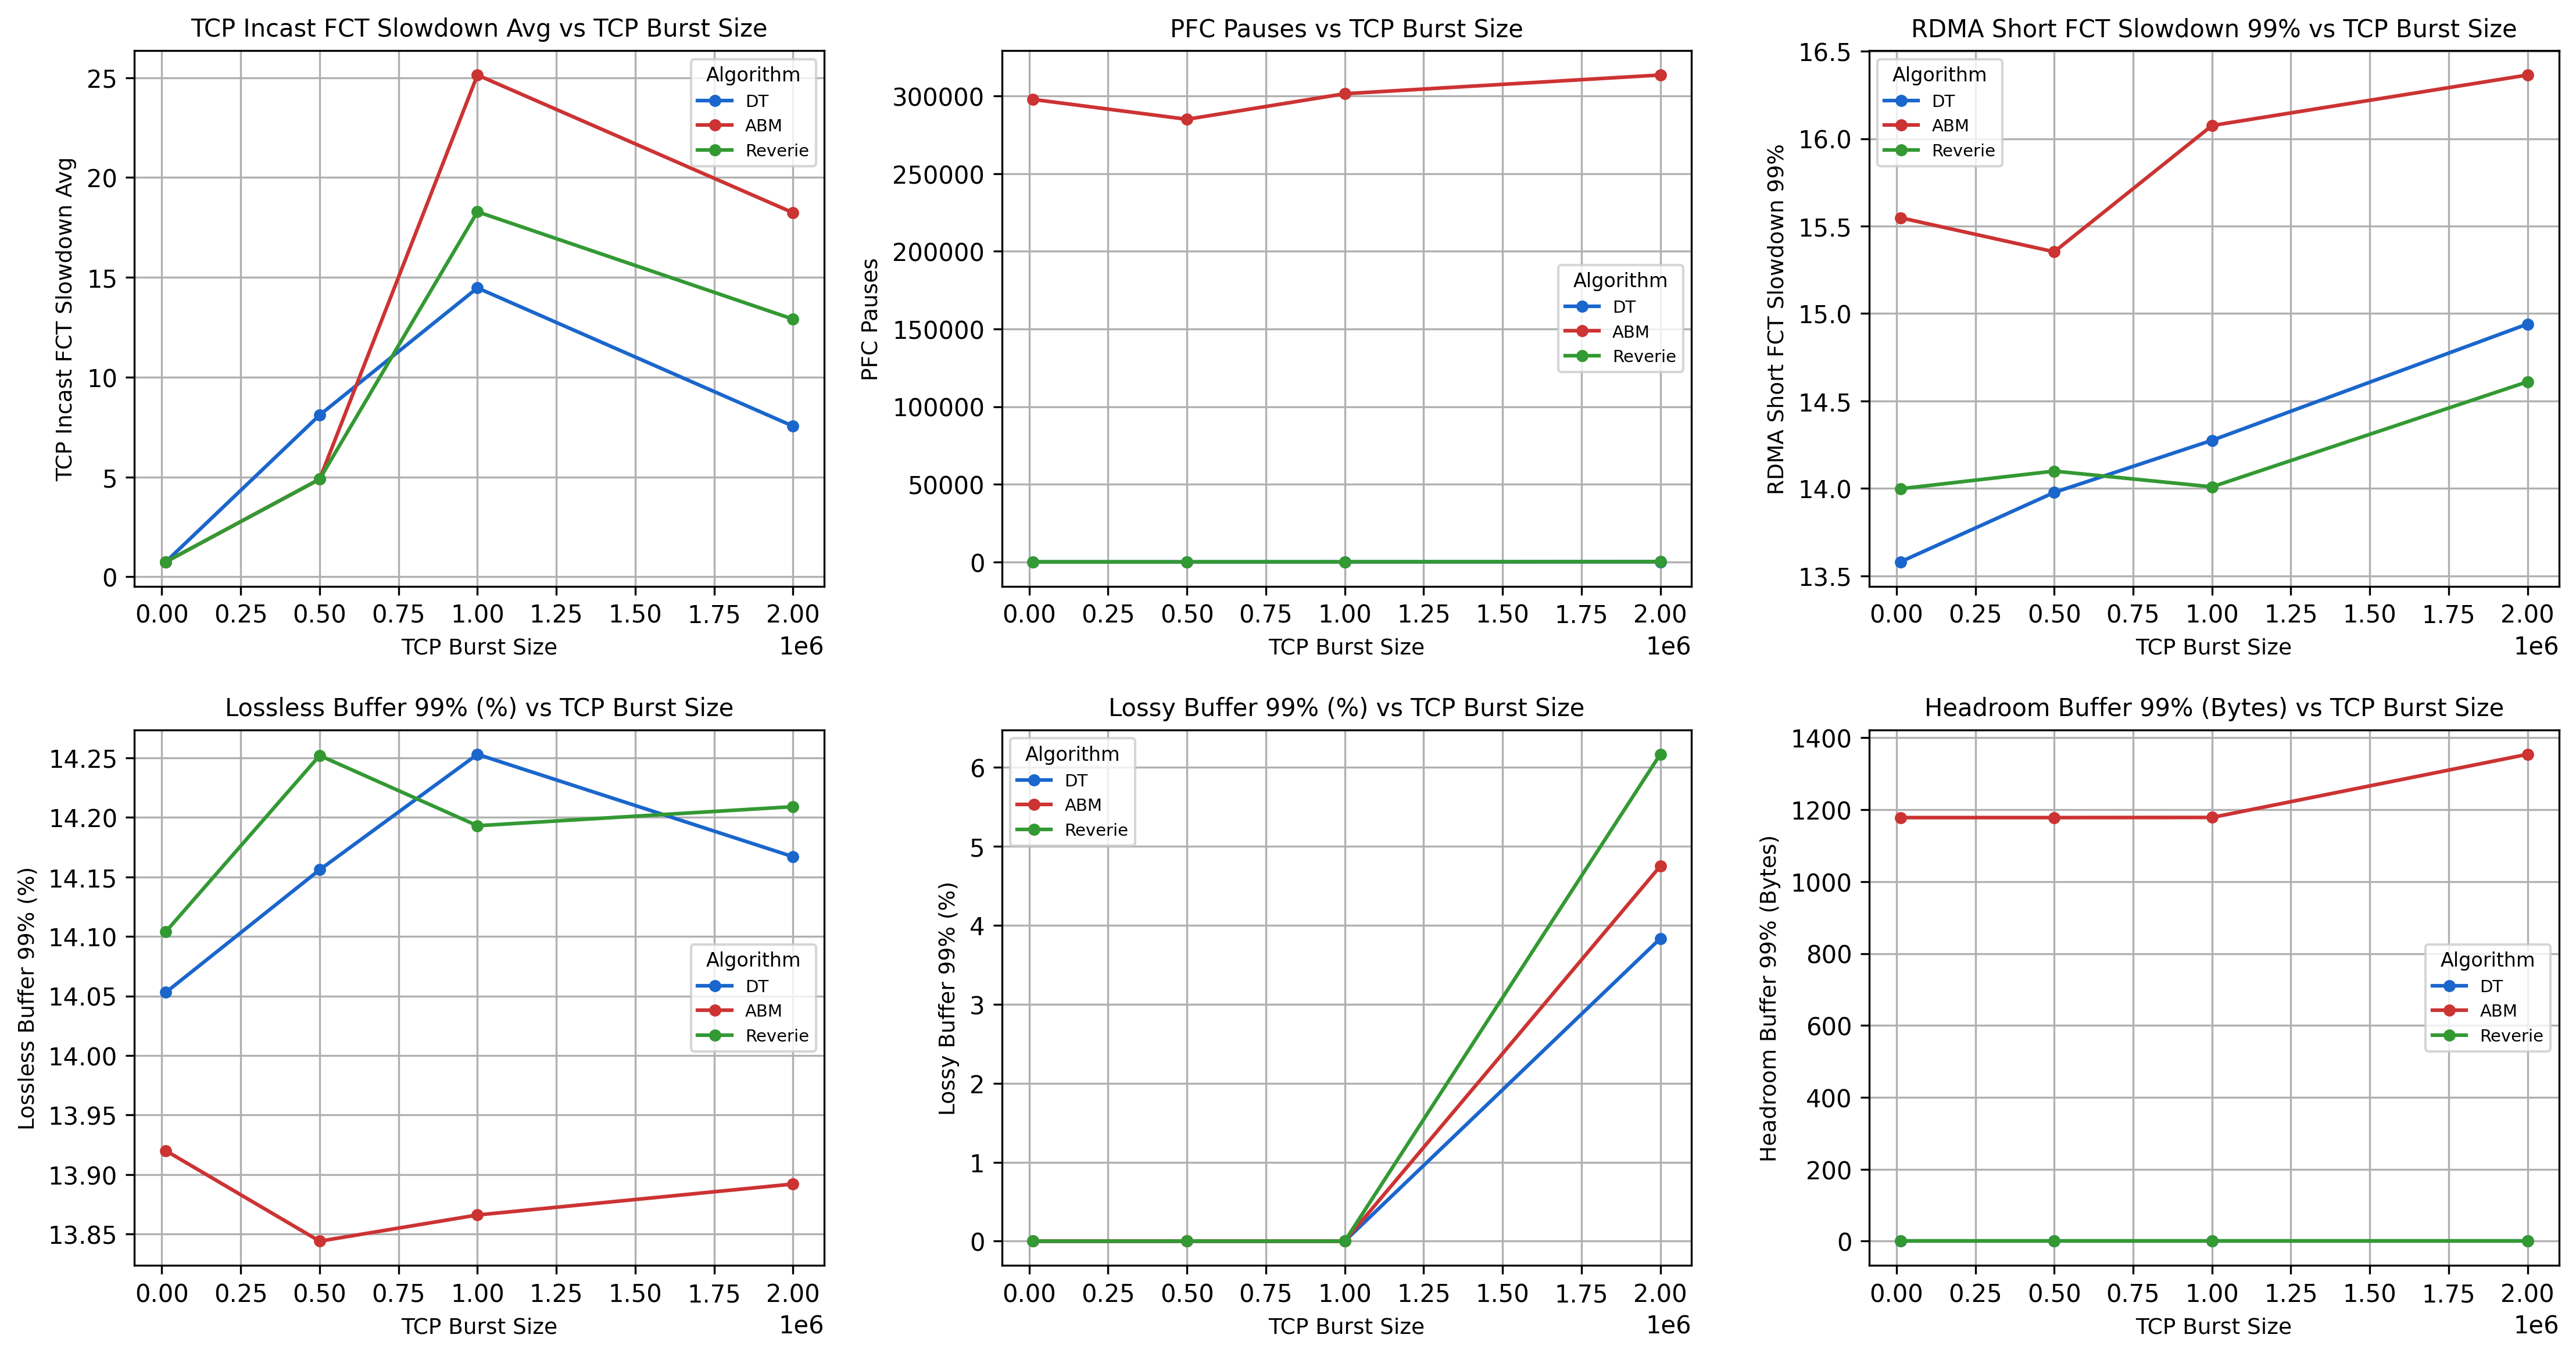 TCP Incast FCT Slowdown Avg vs TCP Burst Size
TCP Incast FCT Slowdown Avg
25
20
15
10
5
0
Algorithm
DT
ABM
Reverie
0.00 0.25 0.50 0.75 1.00 1.25 1.50 1.75 2.00
TCP Burst Size
1e6
PFC Pauses vs TCP Burst Size
PFC Pauses
300000
250000
200000
150000
100000
50000
0
Algorithm
DT
ABM
Reverie
0.00 0.25 0.50 0.75 1.00 1.25 1.50 1.75 2.00
TCP Burst Size
1e6
RDMA Short FCT Slowdown 99% vs TCP Burst Size
RDMA Short FCT Slowdown 99%
16.5
16.0
15.5
15.0
14.5
14.0
13.5
Algorithm
DT
ABM
Reverie
0.00 0.25 0.50 0.75 1.00 1.25 1.50 1.75 2.00
TCP Burst Size
1e6
Lossless Buffer 99% (%) vs TCP Burst Size
Lossless Buffer 99% (%)
14.25
14.20
14.15
14.10
14.05
14.00
13.95
13.90
13.85
Algorithm
DT
ABM
Reverie
0.00 0.25 0.50 0.75 1.00 1.25 1.50 1.75 2.00
TCP Burst Size
1e6
Lossy Buffer 99% (%) vs TCP Burst Size
Lossy Buffer 99% (%)
6
5
4
3
2
1
0
Algorithm
DT
ABM
Reverie
0.00 0.25 0.50 0.75 1.00 1.25 1.50 1.75 2.00
TCP Burst Size
1e6
Headroom Buffer 99% (Bytes) vs TCP Burst Size
Headroom Buffer 99% (Bytes)
1400
1200
1000
800
600
400
200
0
Algorithm
DT
ABM
Reverie
0.00 0.25 0.50 0.75 1.00 1.25 1.50 1.75 2.00
TCP Burst Size
1e6